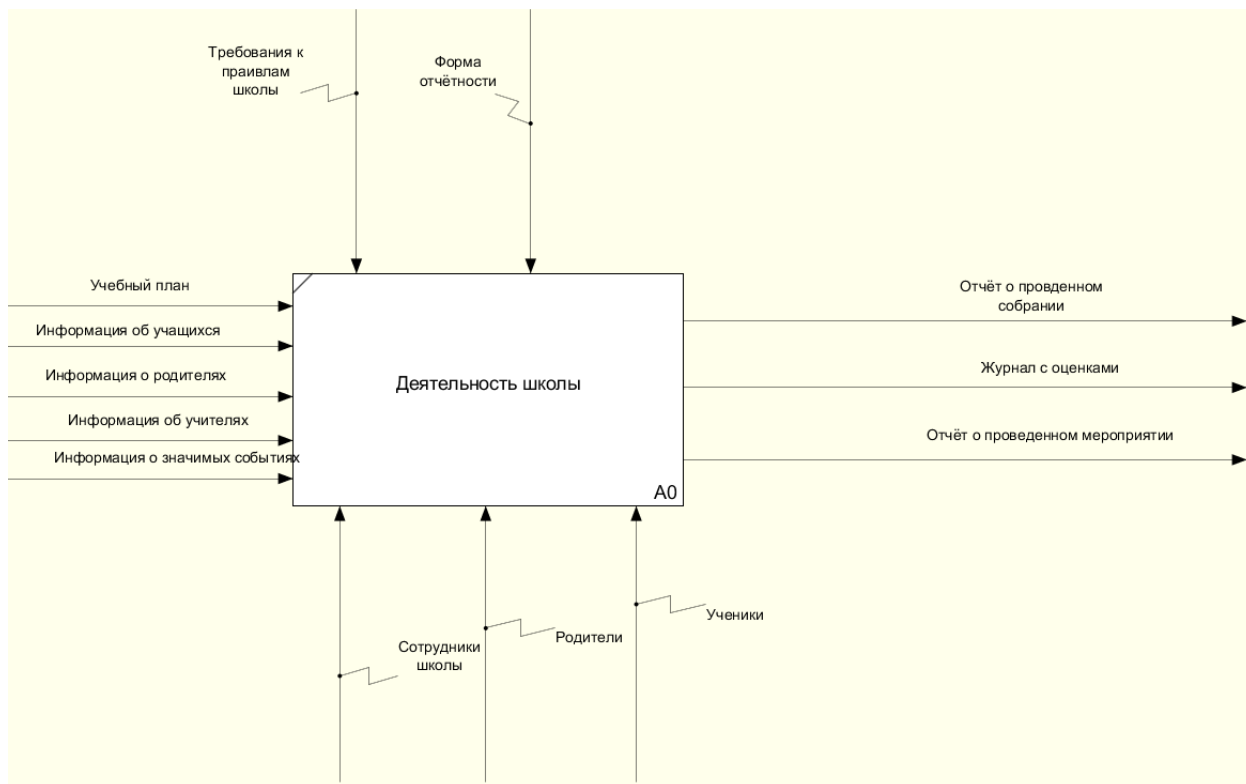 Требования к
праивлам
школы
Форма
отчётности
Учебный план
Информация об учащихся
Информация о родителях
Информация об учителях
Информация о значимых событиях
Деятельность школы
A0
Отчёт о провденном
собрании
Журнал с оценками
Отчёт о проведенном мероприятии
Сотрудники
школы
Родители
Ученики